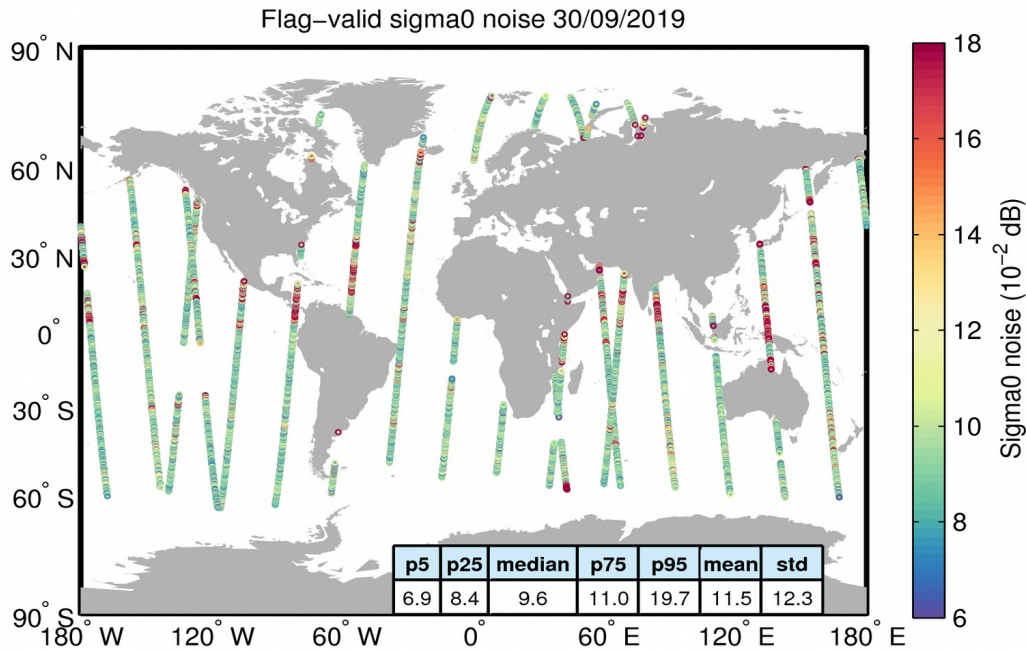 Flag−valid sigma0 noise 30/09/2019
90° N
60° N
30° N
0°
30° S
60° S
90° S
180° W
120° W
60° W
0°
60° E
120° E
180° E
p5 p25 median p75 p95 mean std
6.9 8.4 9.6 11.0 19.7 11.5 12.3
18
16
14
12
10
8
6
Sigma0 noise (10⁻² dB)